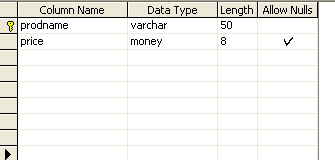 Column Name Data Type Length Allow Nulls
prodname varchar 50
price money 8